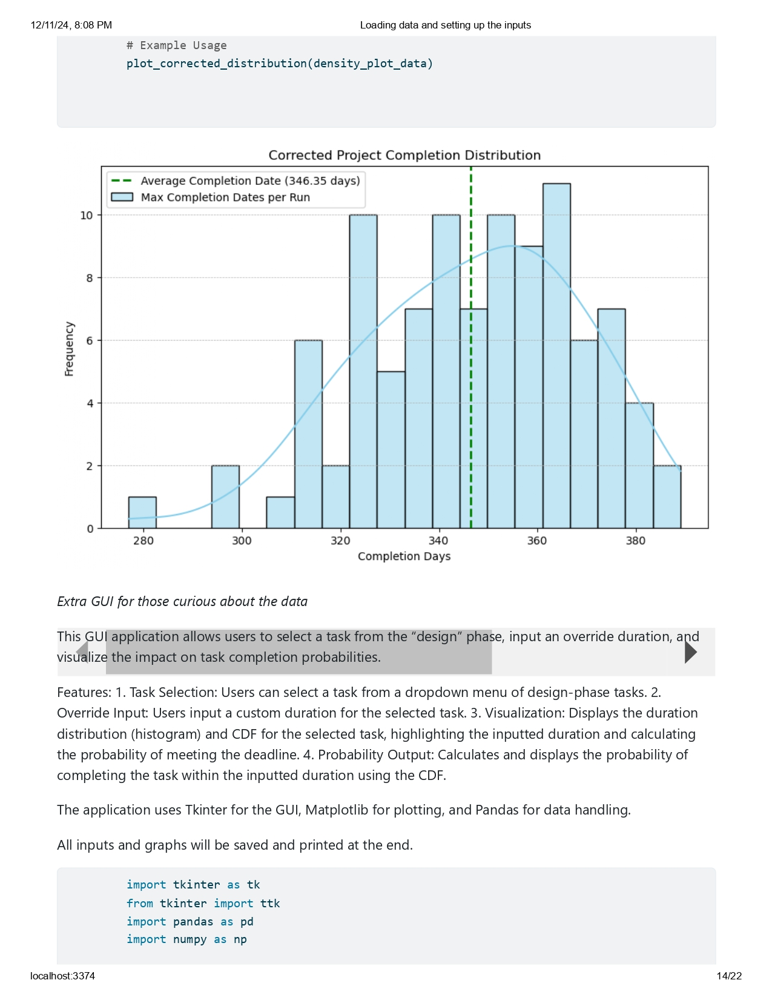 12/11/24, 8:08 PM
Loading data and setting up the inputs
# Example Usage
plot_corrected_distribution(density_plot_data)
Corrected Project Completion Distribution
Average Completion Date (346.35 days)
Max Completion Dates per Run
Frequency
10
8
6
4
2
0
280
300
320
340
360
380
Completion Days
Extra GUI for those curious about the data
This GUI application allows users to select a task from the “design” phase, input an override duration, and
visualize the impact on task completion probabilities.
Features: 1. Task Selection: Users can select a task from a dropdown menu of design-phase tasks. 2.
Override Input: Users input a custom duration for the selected task. 3. Visualization: Displays the duration
distribution (histogram) and CDF for the selected task, highlighting the inputted duration and calculating
the probability of meeting the deadline. 4. Probability Output: Calculates and displays the probability of
completing the task within the inputted duration using the CDF.
The application uses Tkinter for the GUI, Matplotlib for plotting, and Pandas for data handling.
All inputs and graphs will be saved and printed at the end.
import tkinter as tk
from tkinter import ttk
import pandas as pd
import numpy as np
localhost:3374
14/22